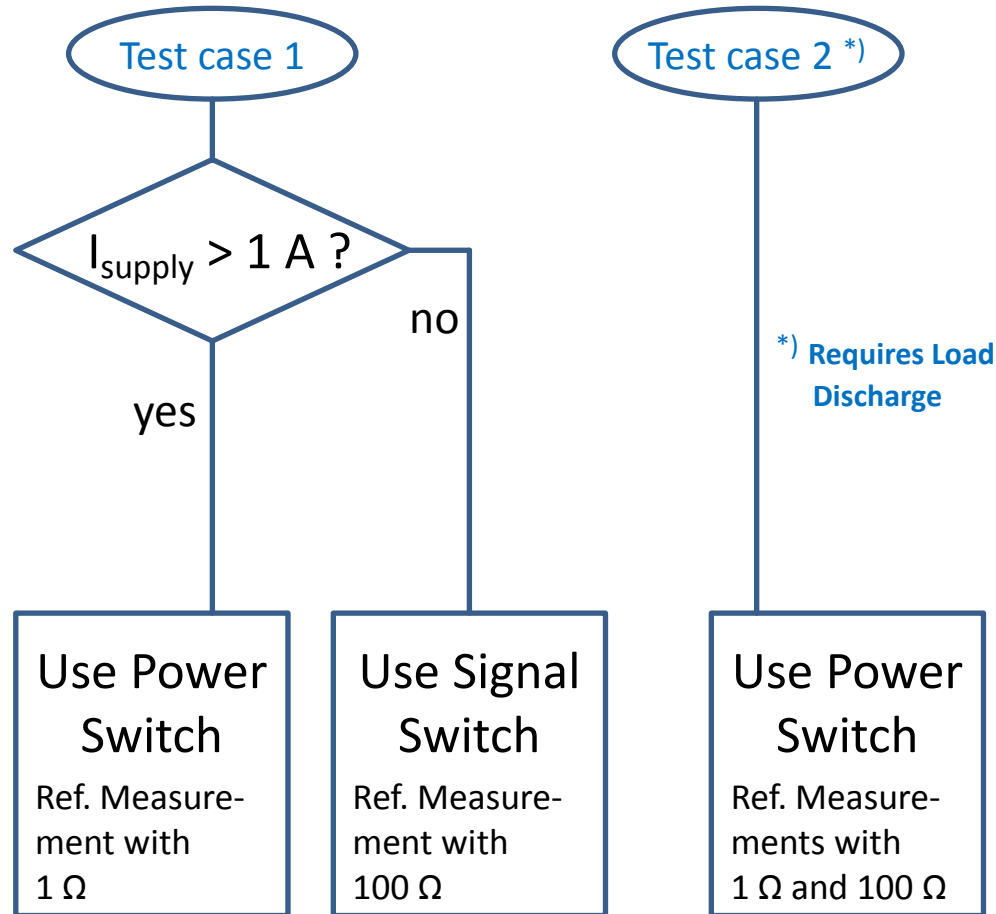 Test case 1
Test case 2 *)
I_supply > 1 A ?
no
*) Requires Load
Discharge
yes
Use Power
Switch
Ref. Measure-
ment with
1 Ω
Use Signal
Switch
Ref. Measure-
ment with
100 Ω
Use Power
Switch
Ref. Measure-
ments with
1 Ω and 100 Ω